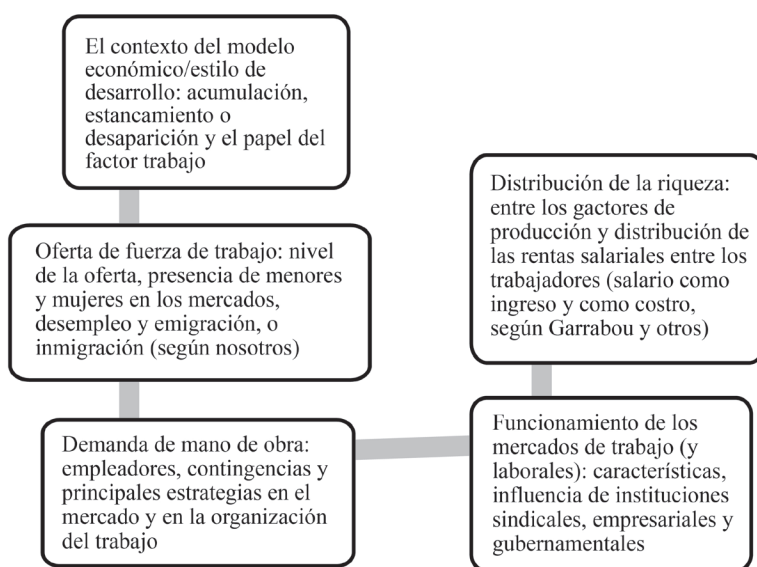 El contexto del modelo
económico/estilo de
desarrollo: acumulación,
estancamiento o
desaparición y el papel del
factor trabajo
Oferta de fuerza de trabajo: nivel
de la oferta, presencia de menores
y mujeres en los mercados,
desempleo y emigración, o
inmigración (según nosotros)
Demanda de mano de obra:
empleadores, contingencias y
principales estrategias en el
mercado y en la organización
del trabajo
Funcionamiento de los
mercados de trabajo (y
laborales): características,
influencia de instituciones
sindicales, empresariales y
gubernamentales
Distribución de la riqueza:
entre los gactores de
producción y distribución de
las rentas salariales entre los
trabajadores (salario como
ingreso y como costro,
según Garrabou y otros)